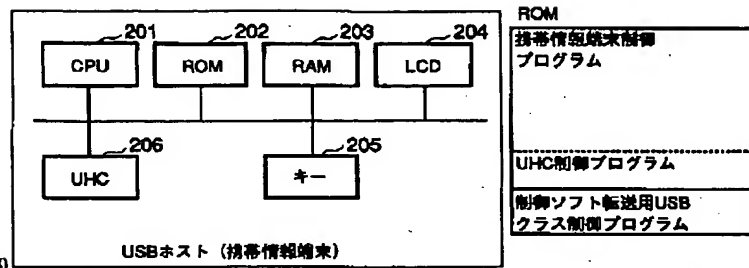 ROM
201 202 203 204
CPU ROM RAM LCD
206 205
UHC キー
USBホスト（携帯情報端末）
携帯情報端末制御
プログラム
UHC制御プログラム
制御ソフト転送用USB
クラス制御プログラム